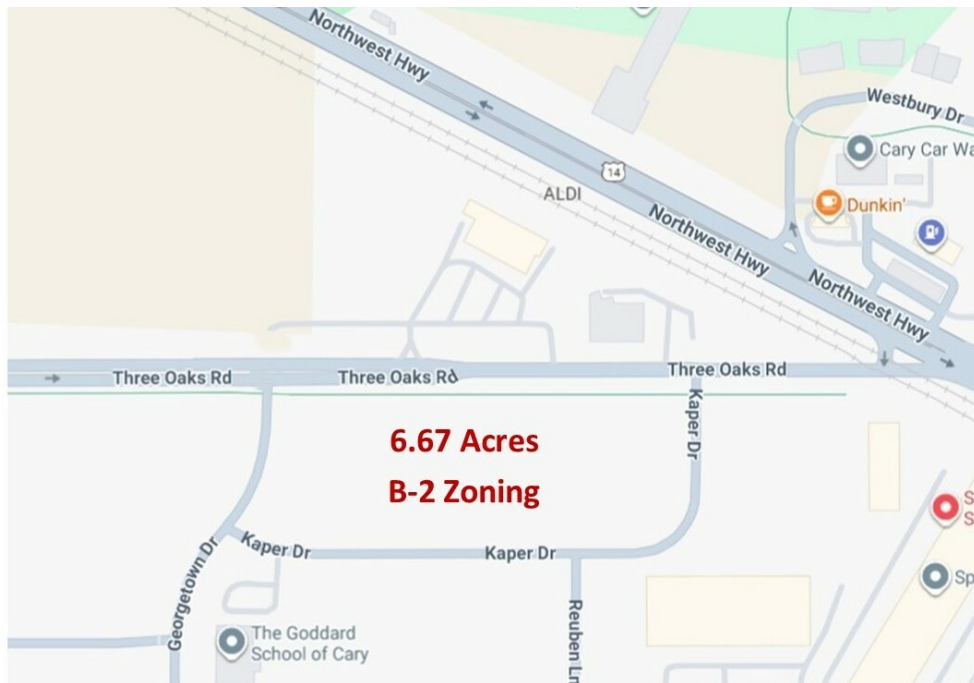 Northwest Hwy
Westbury Dr
Cary Car Wa
14
ALDI
Dunkin'
Northwest Hwy
Northwest Hwy
Three Oaks Rd
Three Oaks Rd
Three Oaks Rd
Kaper Dr
6.67 Acres
B-2 Zoning
S
S
Kaper Dr
Kaper Dr
Georgetown Dr
Sp
Reuben Ln
The Goddard
School of Cary